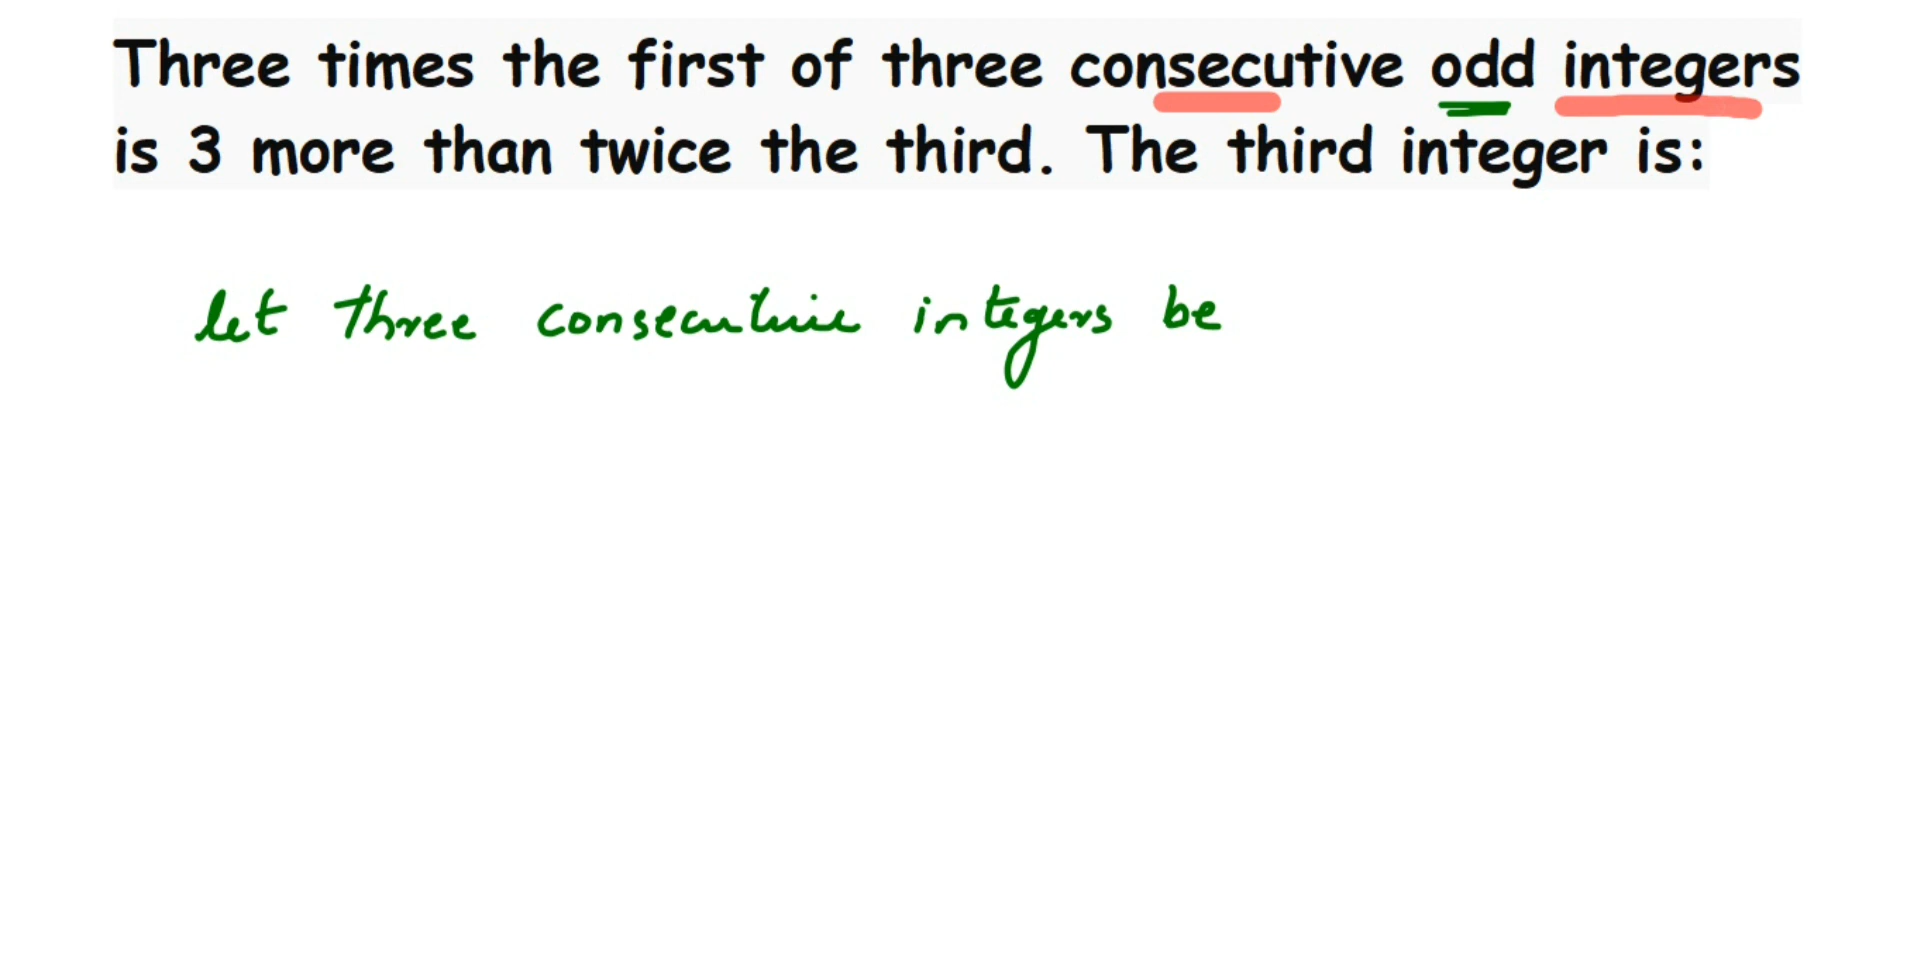 Three times the first of three consecutive odd integers
is 3 more than twice the third. The third integer is:
let three consecutive integers be